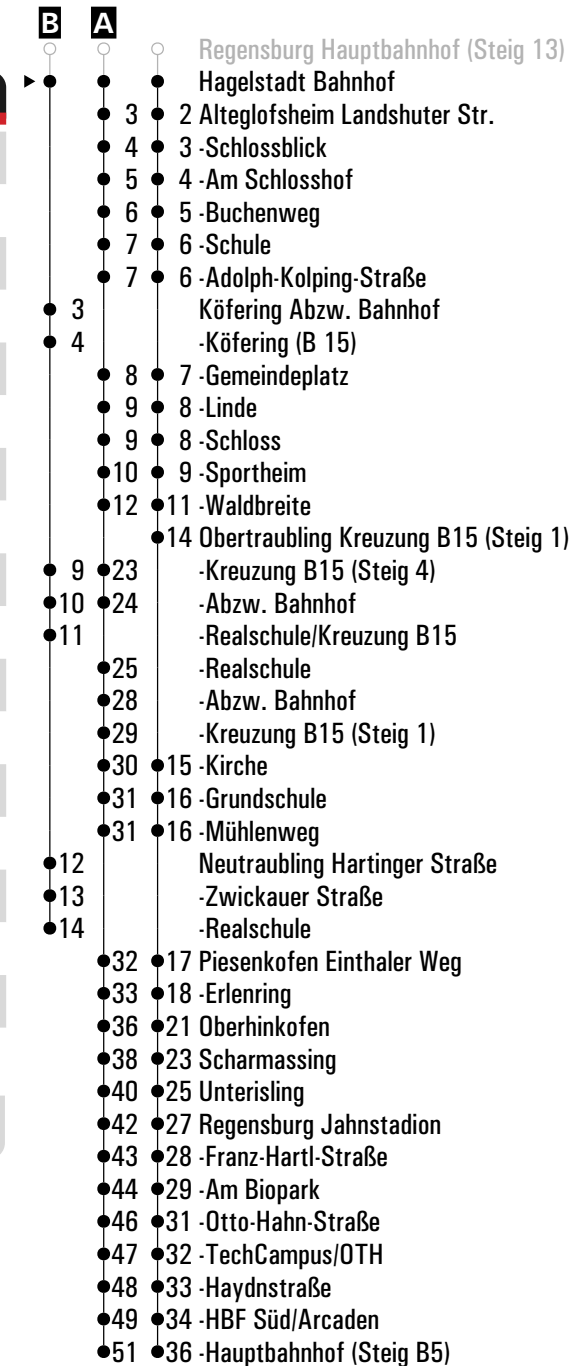 B A
Regensburg Hauptbahnhof (Steig 13)
Hagelstadt Bahnhof
3 2 Alteglofsheim Landshuter Str.
4 3 -Schlossblick
5 4 -Am Schlosshof
6 5 -Buchenweg
7 6 -Schule
7 6 -Adolph-Kolping-Straße
3 Köfering Abzw. Bahnhof
4 -Köfering (B 15)
8 7 -Gemeindeplatz
9 8 -Linde
9 8 -Schloss
10 9 -Sportheim
12 11 -Waldbreite
14 Obertraubling Kreuzung B15 (Steig 1)
9 23 -Kreuzung B15 (Steig 4)
10 24 -Abzw. Bahnhof
11 -Realschule/Kreuzung B15
25 -Realschule
28 -Abzw. Bahnhof
29 -Kreuzung B15 (Steig 1)
30 15 -Kirche
31 16 -Grundschule
31 16 -Mühlenweg
12 Neutraubling Hartinger Straße
13 -Zwickauer Straße
14 -Realschule
32 17 Piesenkofen Einthaler Weg
33 18 -Erlenring
36 21 Oberhinkofen
38 23 Scharmassing
40 25 Unterisling
42 27 Regensburg Jahnstadion
43 28 -Franz-Hartl-Straße
44 29 -Am Biopark
46 31 -Otto-Hahn-Straße
47 32 -TechCampus/OTH
48 33 -Haydnstraße
49 34 -HBF Süd/Arcaden
51 36 -Hauptbahnhof (Steig B5)